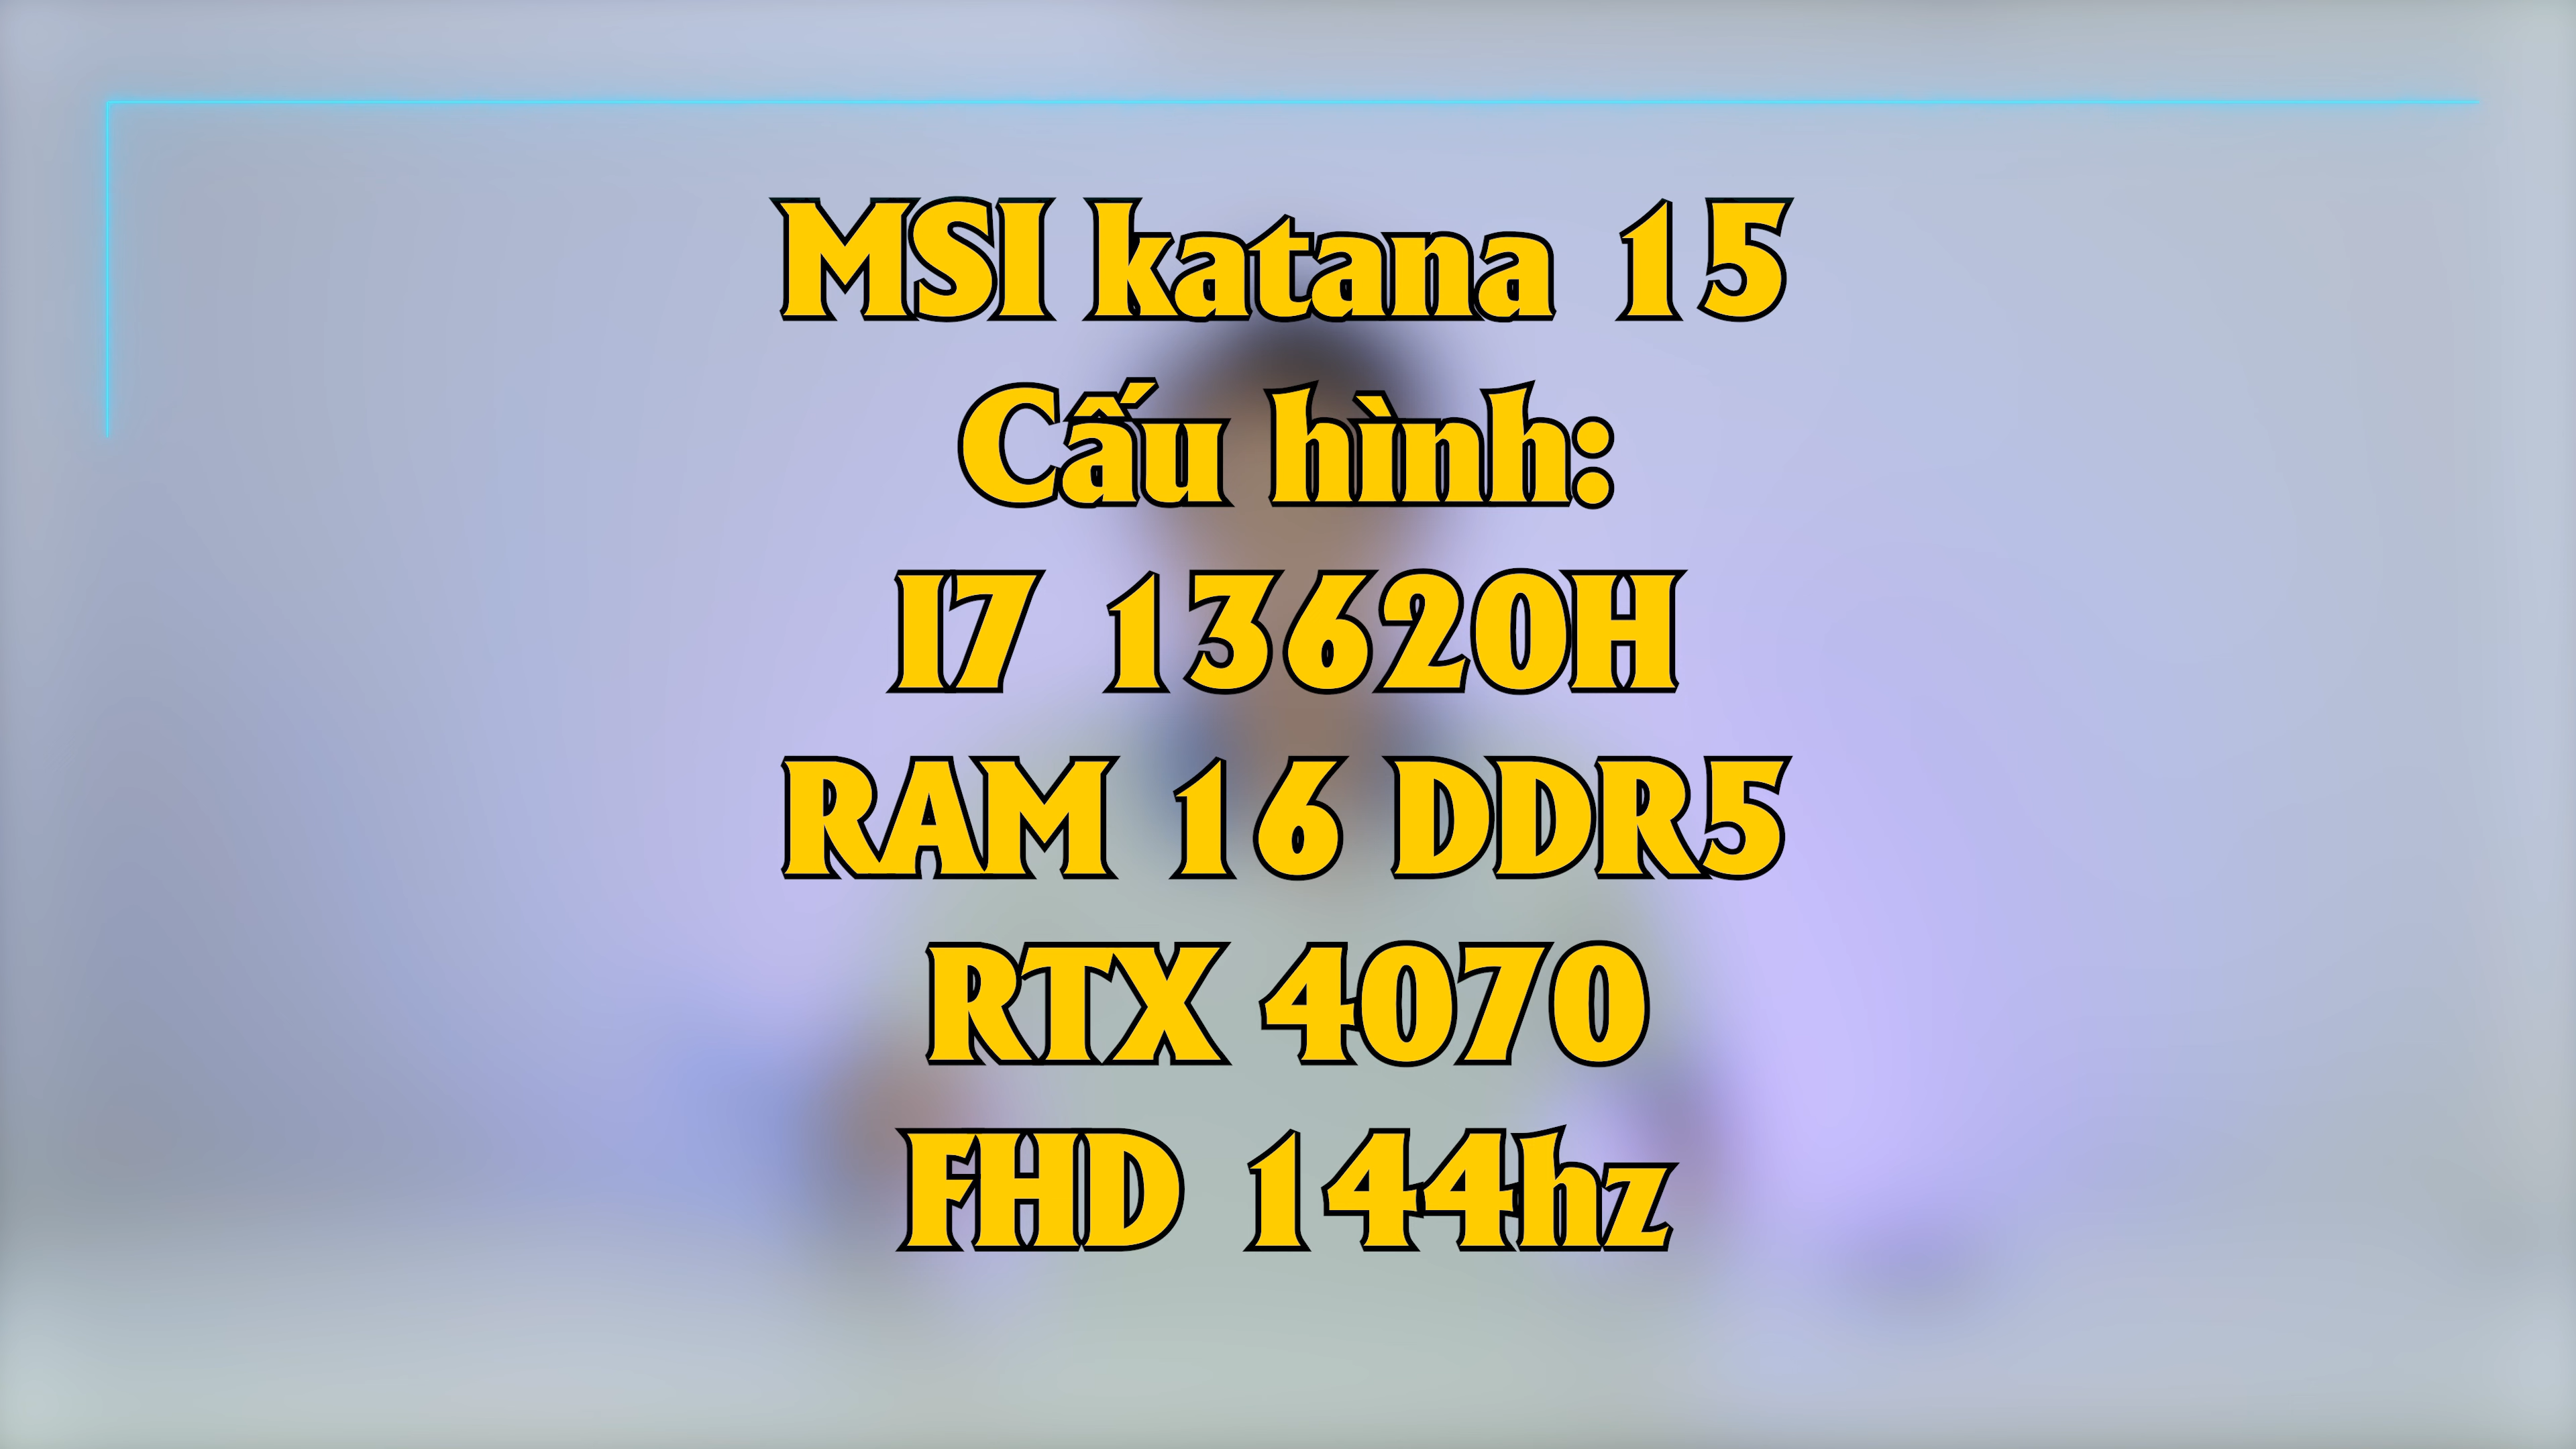 MSI katana 15
Cấu hình:
I7 13620H
RAM 16 DDR5
RTX 4070
FHD 144hz